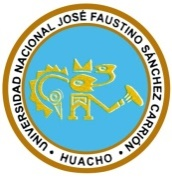 UNIVERSIDAD NACIONAL JOSÉ FAUSTINO SÁNCHEZ CARRIÓN
• HUACHO •